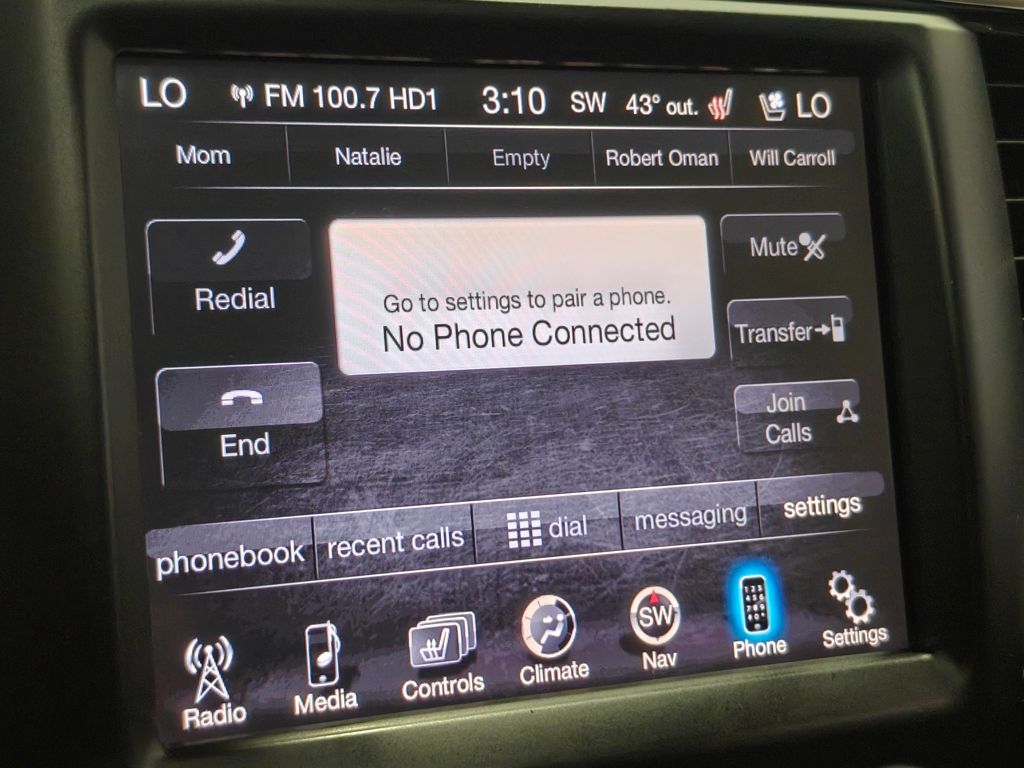 LO FM 100.7 HD1 3:10 SW 43° out. LO
Mom Natalie Empty Robert Oman Will Carroll
Redial
Go to settings to pair a phone.
No Phone Connected
Mute
Transfer
End
Join
Calls
phonebook recent calls dial messaging settings
Radio Media Controls Climate SW Nav Phone Settings